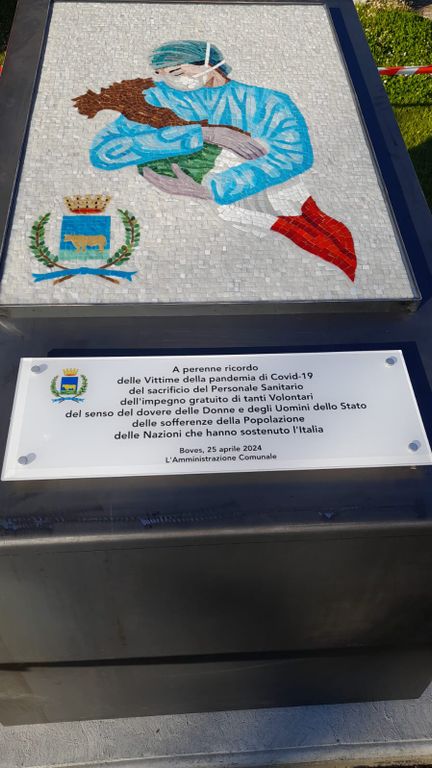 A perenne ricordo
delle Vittime della pandemia di Covid-19
del sacrificio del Personale Sanitario
dell'impegno gratuito di tanti Volontari
del senso del dovere delle Donne e degli Uomini dello Stato
delle sofferenze della Popolazione
delle Nazioni che hanno sostenuto l'Italia
Boves, 25 aprile 2024
L'Amministrazione Comunale